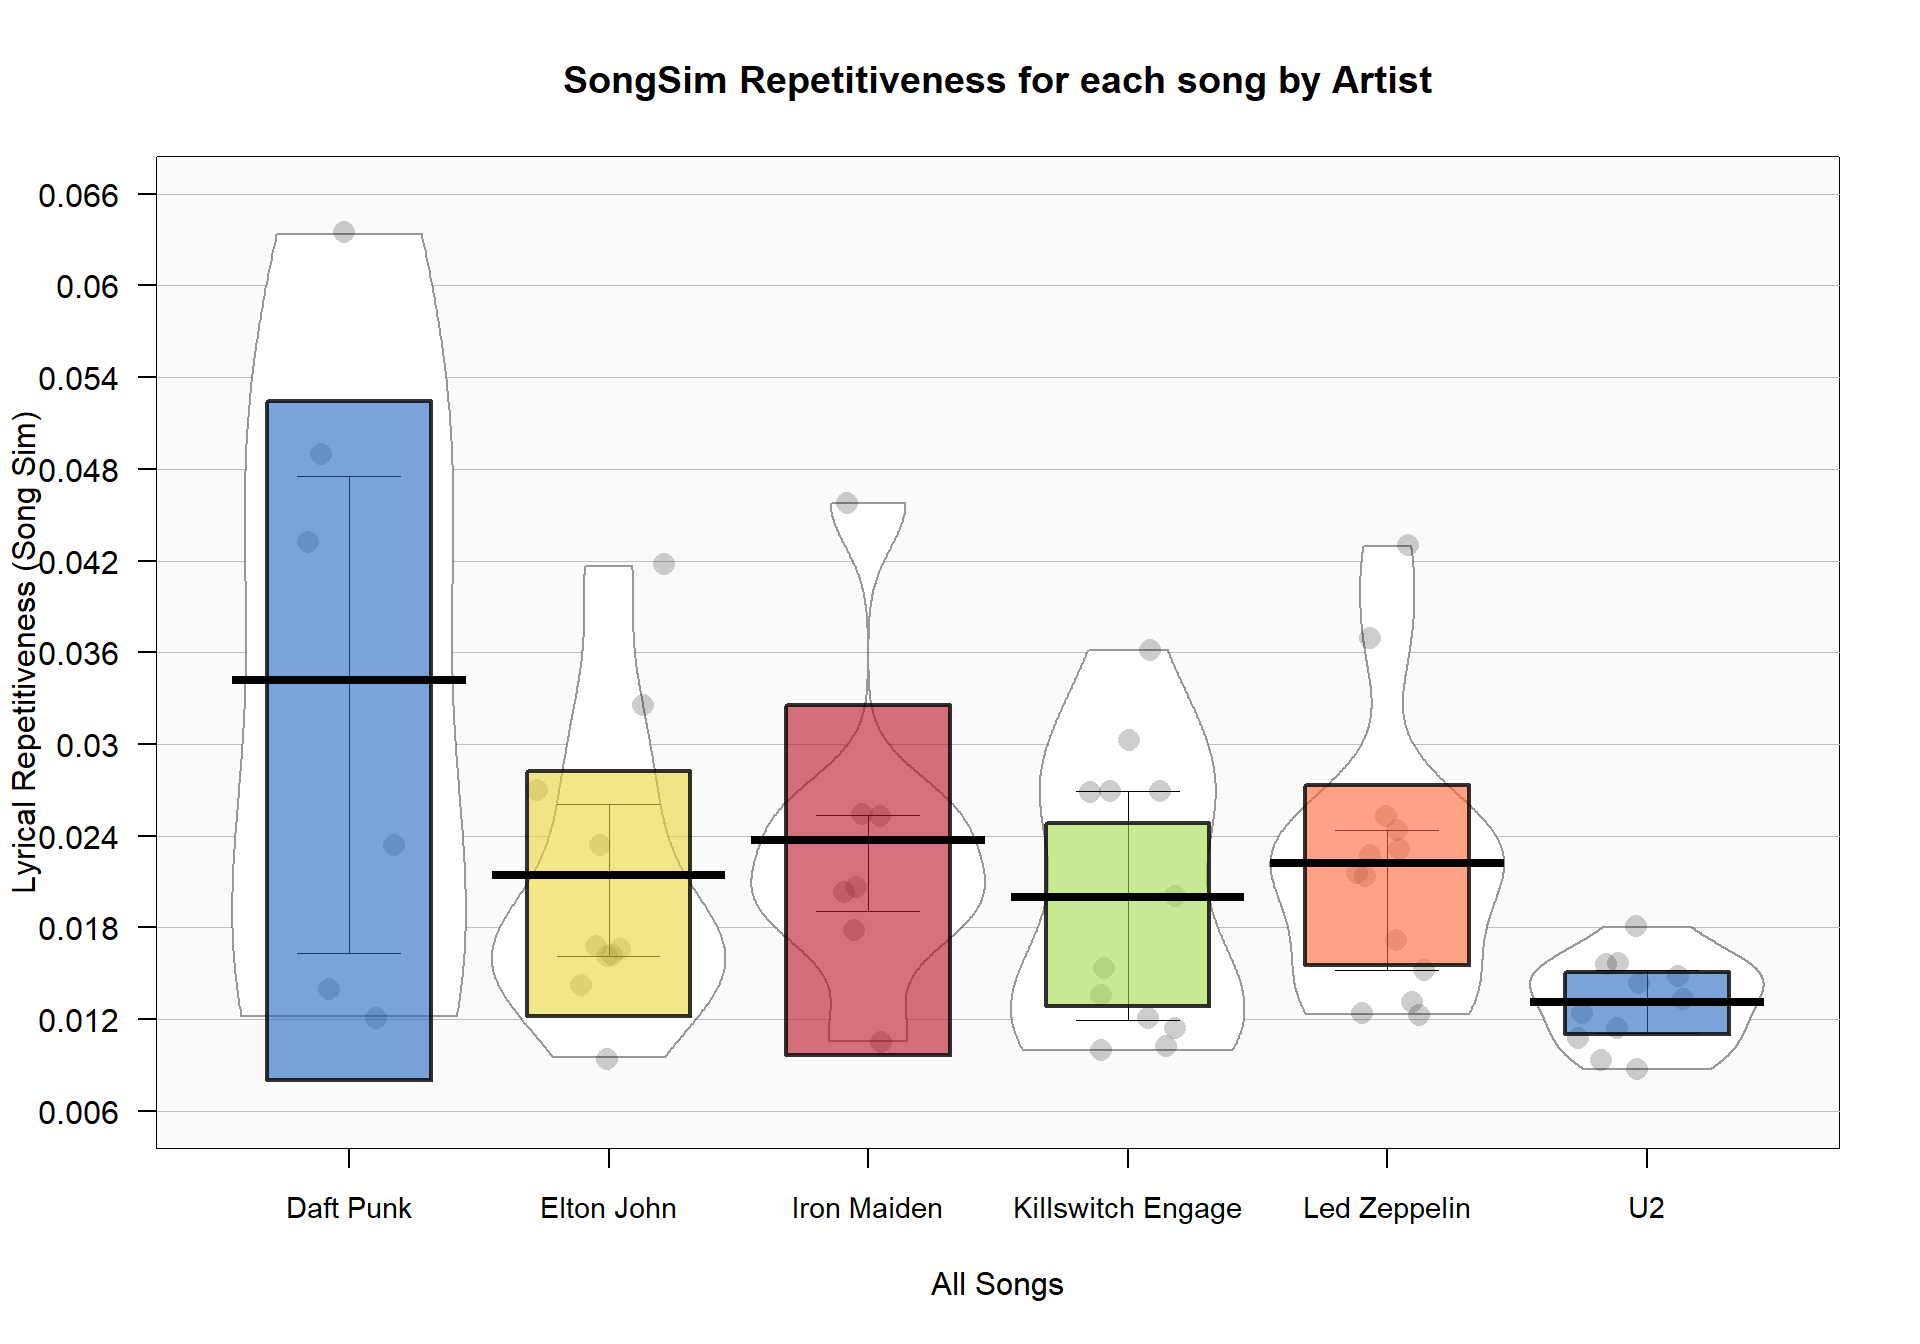 SongSim Repetitiveness for each song by Artist
Lyrical Repetitiveness (Song Sim)
0.066
0.06
0.054
0.048
0.042
0.036
0.03
0.024
0.018
0.012
0.006
Daft Punk Elton John Iron Maiden Killswitch Engage Led Zeppelin U2
All Songs